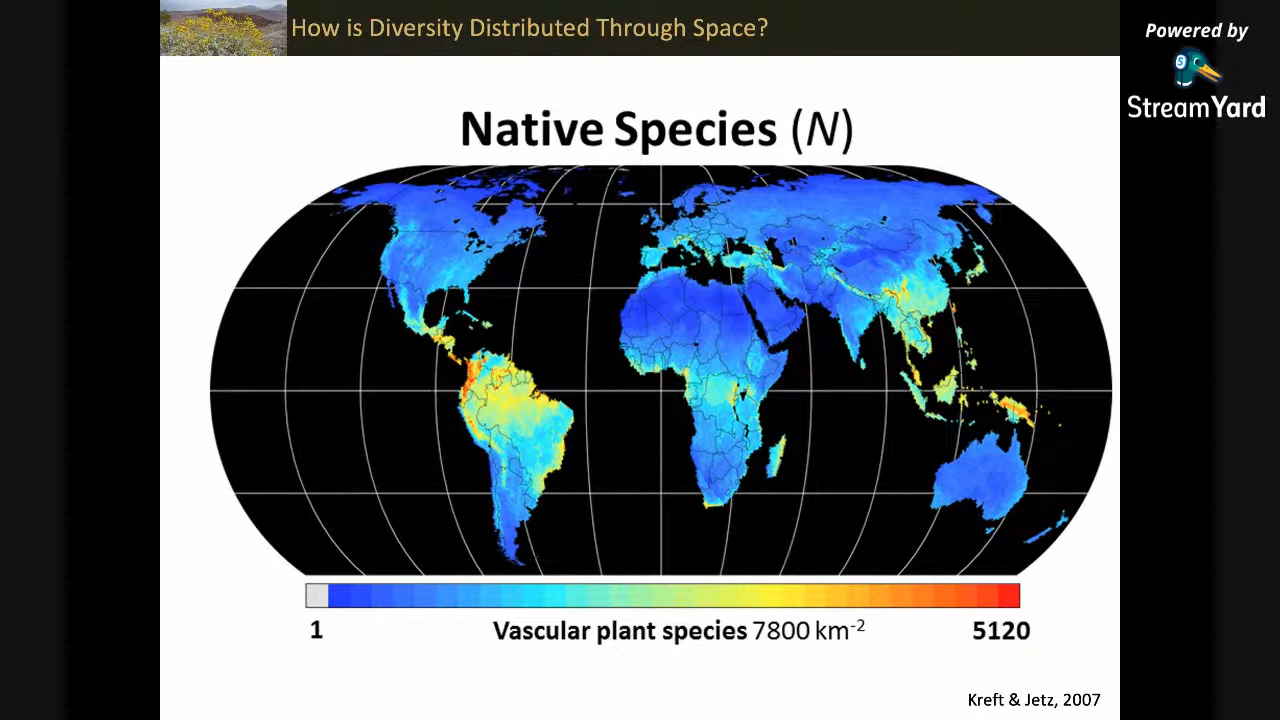 How is Diversity Distributed Through Space?
Powered by
StreamYard
Native Species (N)
1
Vascular plant species 7800 km-2
5120
Kreft & Jetz, 2007